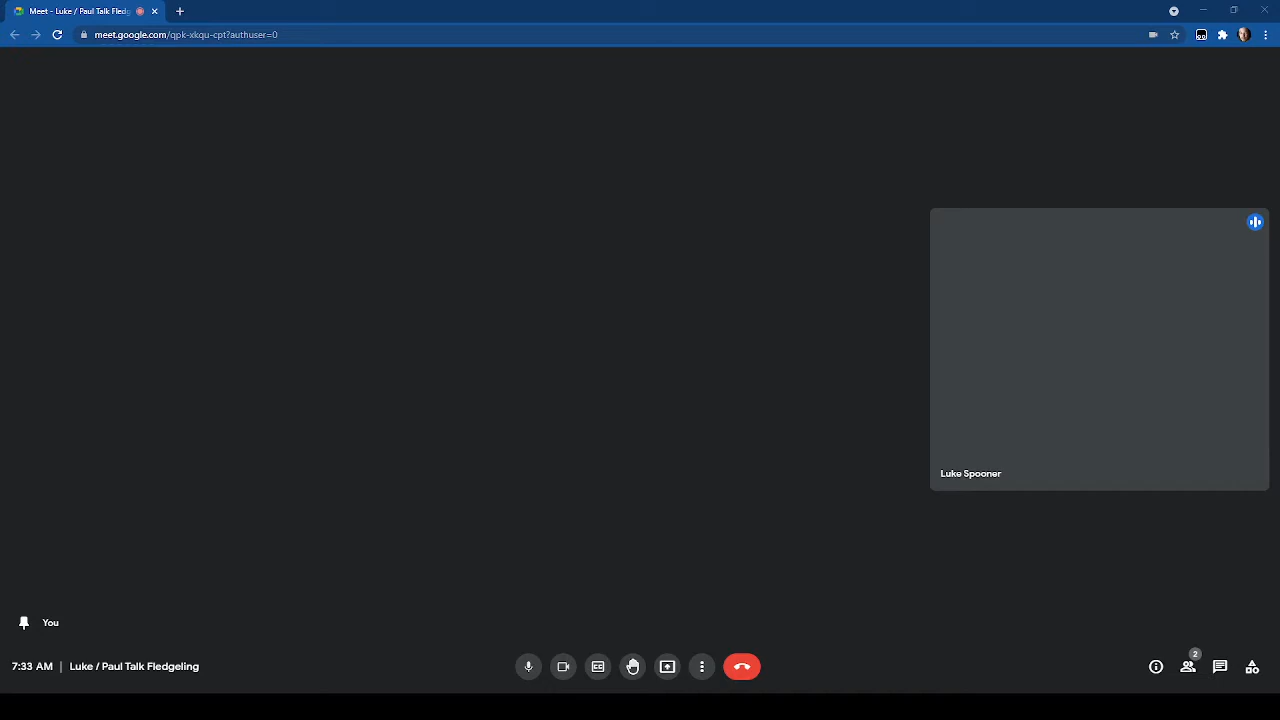 Meet - Luke / Paul Talk Fledg
meet.google.com/qpk-xkqu-cpt?authuser=0
Luke Spooner
You
7:33 AM | Luke / Paul Talk Fledgeling
2